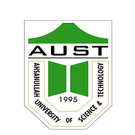 AUST
1995
AHSANULLAH UNIVERSITY OF SCIENCE & TECHNOLOGY